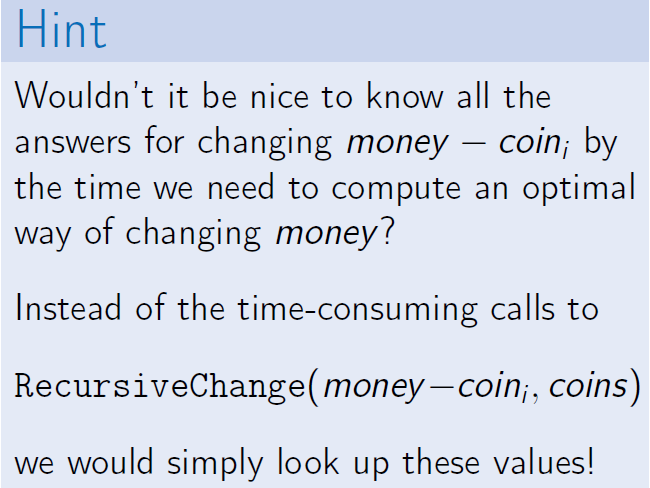 Hint
Wouldn't it be nice to know all the
answers for changing money − coinᵢ by
the time we need to compute an optimal
way of changing money?
Instead of the time-consuming calls to
RecursiveChange(money−coinᵢ, coins)
we would simply look up these values!